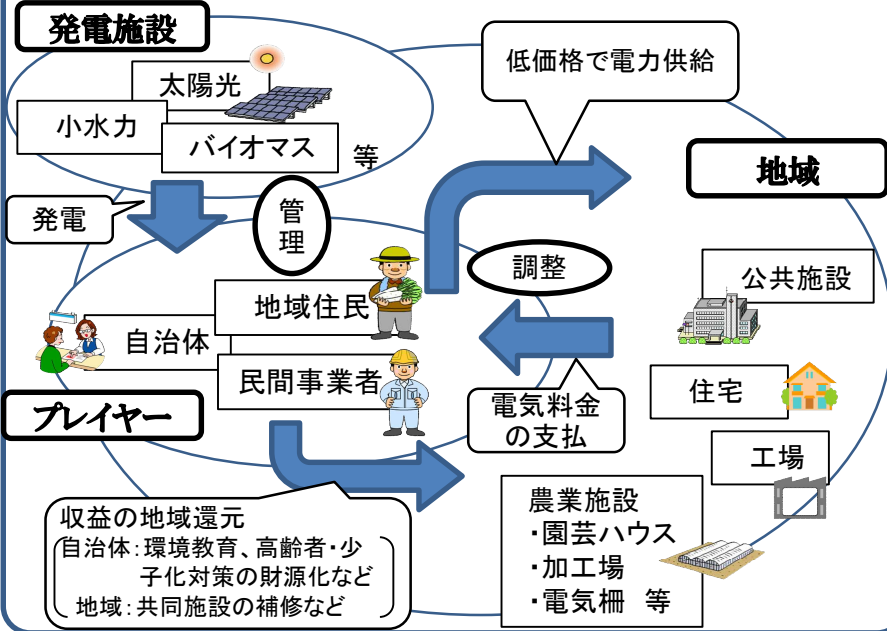 発電施設
太陽光
小水力
バイオマス
等
発電
管
理
低価格で電力供給
地域
調整
地域住民
自治体
民間事業者
プレイヤー
電気料金
の支払
公共施設
住宅
工場
農業施設
・園芸ハウス
・加工場
・電気柵 等
収益の地域還元
自治体:環境教育、高齢者・少
子化対策の財源化など
地域:共同施設の補修など